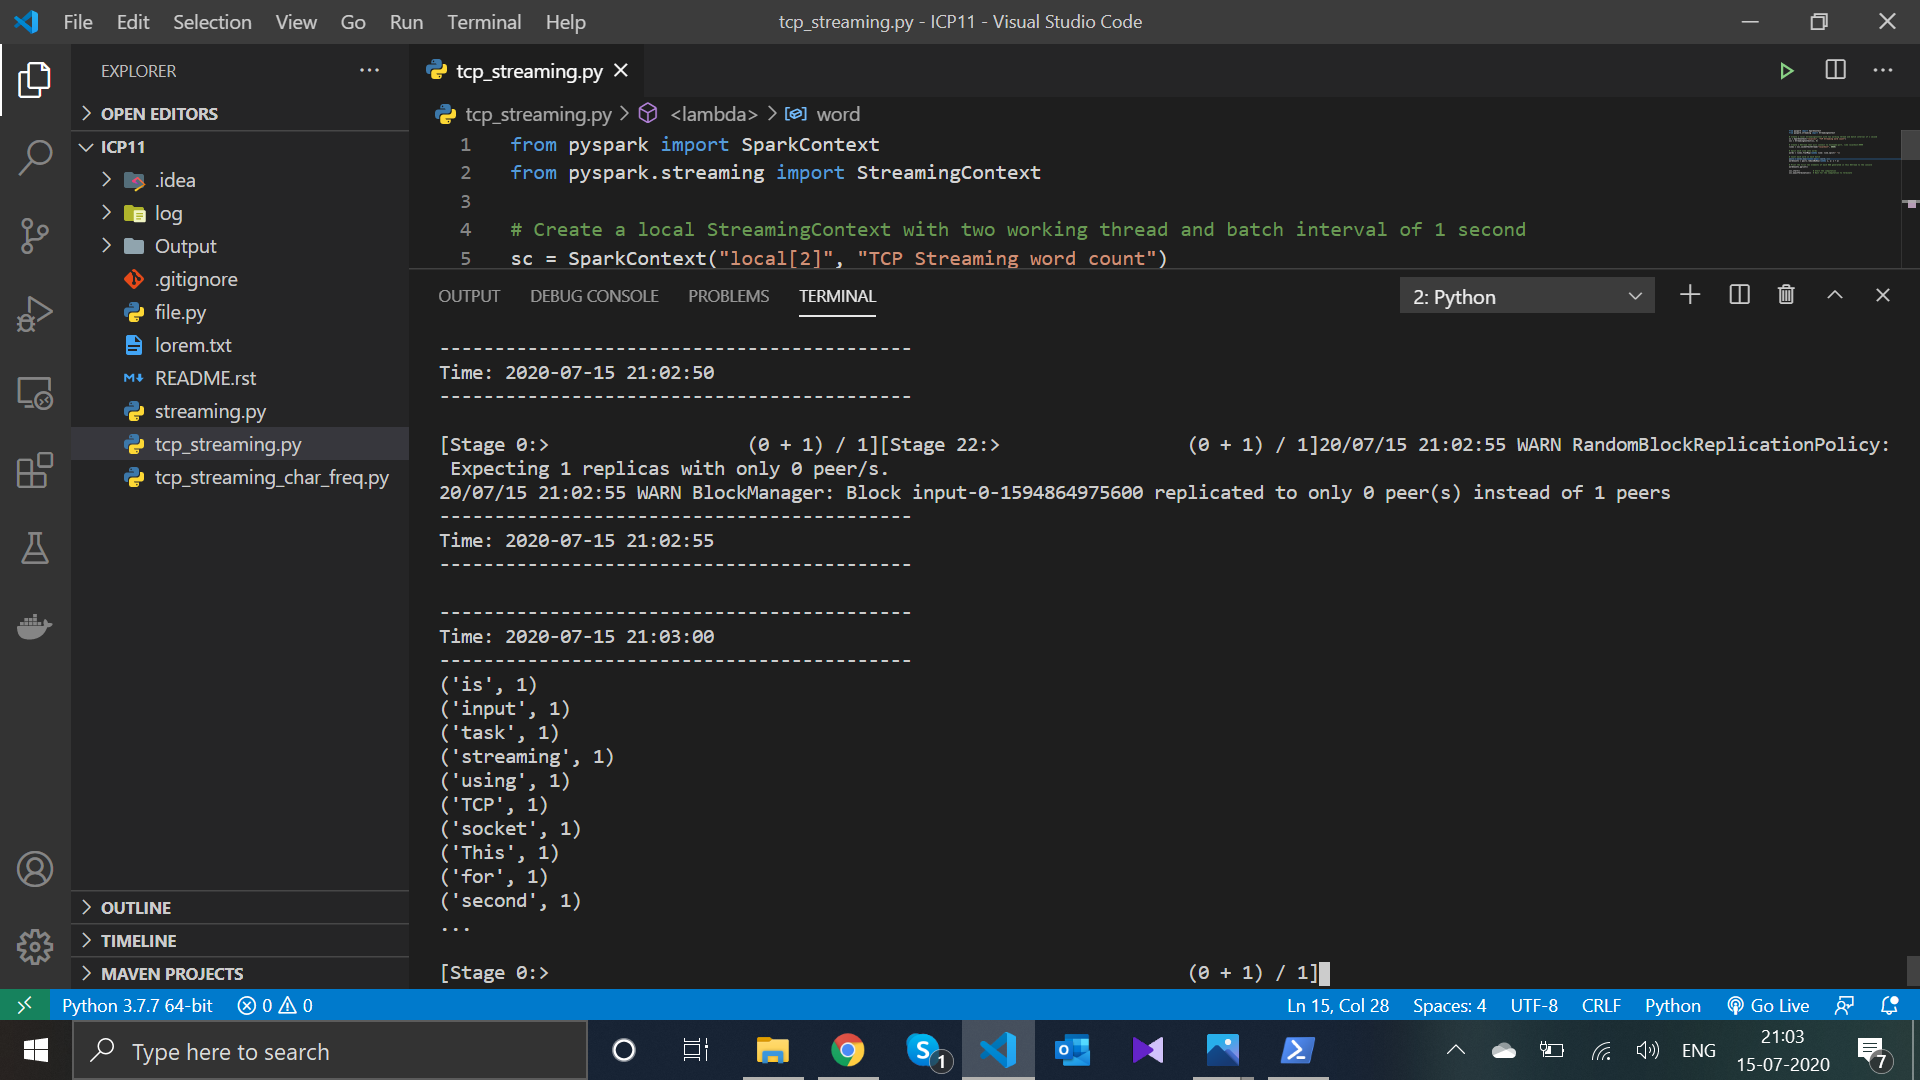 File Edit Selection View Go Run Terminal Help
tcp_streaming.py - ICP11 - Visual Studio Code
EXPLORER
OPEN EDITORS
ICP11
.idea
log
Output
.gitignore
file.py
lorem.txt
README.rst
streaming.py
tcp_streaming.py
tcp_streaming_char_freq.py
OUTLINE
TIMELINE
MAVEN PROJECTS
tcp_streaming.py
tcp_streaming.py > <lambda> > word
1 from pyspark import SparkContext
2 from pyspark.streaming import StreamingContext
3
4 # Create a local StreamingContext with two working thread and batch interval of 1 second
5 sc = SparkContext("local[2]", "TCP Streaming word count")
OUTPUT DEBUG CONSOLE PROBLEMS TERMINAL
2: Python
-------------------------------------------
Time: 2020-07-15 21:02:50
-------------------------------------------
[Stage 0:> (0 + 1) / 1][Stage 22:> (0 + 1) / 1]20/07/15 21:02:55 WARN RandomBlockReplicationPolicy:
Expecting 1 replicas with only 0 peer/s.
20/07/15 21:02:55 WARN BlockManager: Block input-0-1594864975600 replicated to only 0 peer(s) instead of 1 peers
-------------------------------------------
Time: 2020-07-15 21:02:55
-------------------------------------------
-------------------------------------------
Time: 2020-07-15 21:03:00
-------------------------------------------
('is', 1)
('input', 1)
('task', 1)
('streaming', 1)
('using', 1)
('TCP', 1)
('socket', 1)
('This', 1)
('for', 1)
('second', 1)
...
[Stage 0:> (0 + 1) / 1]
Python 3.7.7 64-bit 0 0
Ln 15, Col 28 Spaces: 4 UTF-8 CRLF Python Go Live
Type here to search
S 1
ENG
21:03
15-07-2020
7